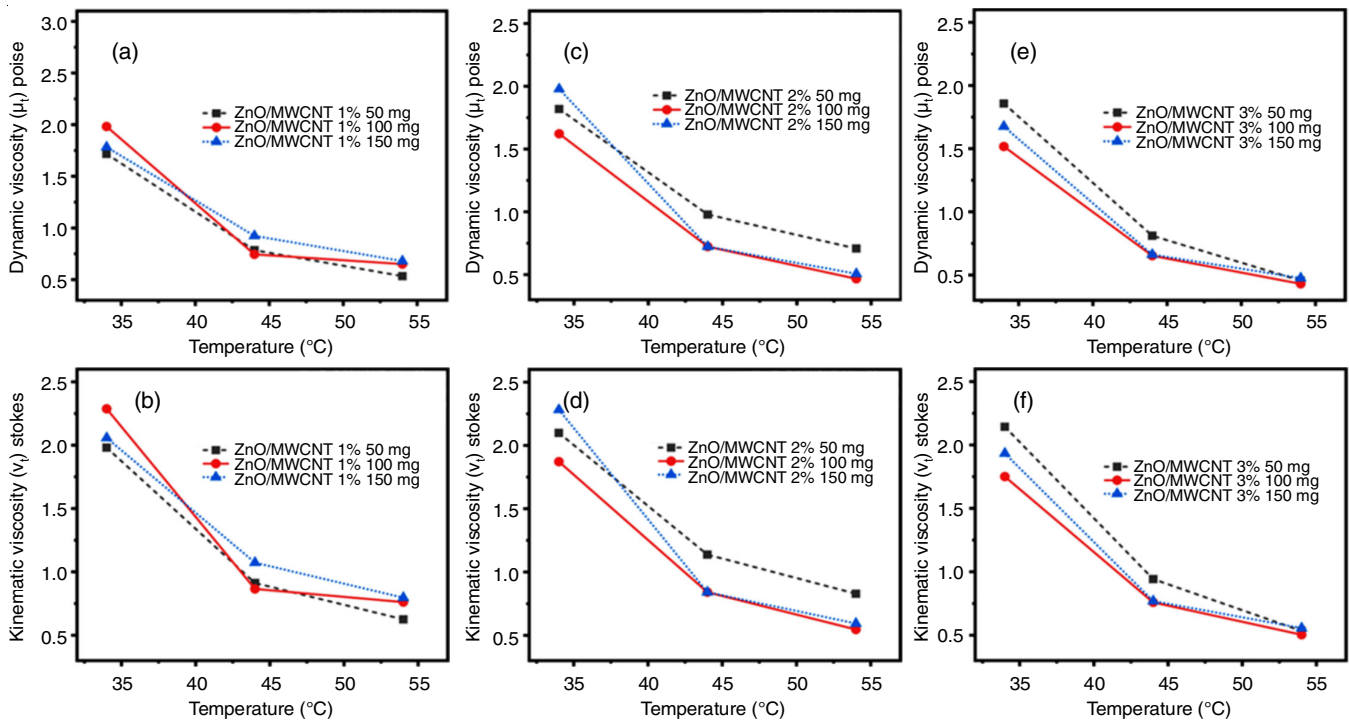 (a)
Dynamic viscosity (μt) poise
3.0
2.5
2.0
1.5
1.0
0.5
ZnO/MWCNT 1% 50 mg
ZnO/MWCNT 1% 100 mg
ZnO/MWCNT 1% 150 mg
35 40 45 50 55
Temperature (°C)
(c)
Dynamic viscosity (μt) poise
2.5
2.0
1.5
1.0
0.5
ZnO/MWCNT 2% 50 mg
ZnO/MWCNT 2% 100 mg
ZnO/MWCNT 2% 150 mg
35 40 45 50 55
Temperature (°C)
(e)
Dynamic viscosity (μt) poise
2.5
2.0
1.5
1.0
0.5
ZnO/MWCNT 3% 50 mg
ZnO/MWCNT 3% 100 mg
ZnO/MWCNT 3% 150 mg
35 40 45 50 55
Temperature (°C)
(b)
Kinematic viscosity (vt) stokes
2.5
2.0
1.5
1.0
0.5
ZnO/MWCNT 1% 50 mg
ZnO/MWCNT 1% 100 mg
ZnO/MWCNT 1% 150 mg
35 40 45 50 55
Temperature (°C)
(d)
Kinematic viscosity (vt) stokes
2.5
2.0
1.5
1.0
0.5
ZnO/MWCNT 2% 50 mg
ZnO/MWCNT 2% 100 mg
ZnO/MWCNT 2% 150 mg
35 40 45 50 55
Temperature (°C)
(f)
Kinematic viscosity (vt) stokes
2.5
2.0
1.5
1.0
0.5
ZnO/MWCNT 3% 50 mg
ZnO/MWCNT 3% 100 mg
ZnO/MWCNT 3% 150 mg
35 40 45 50 55
Temperature (°C)